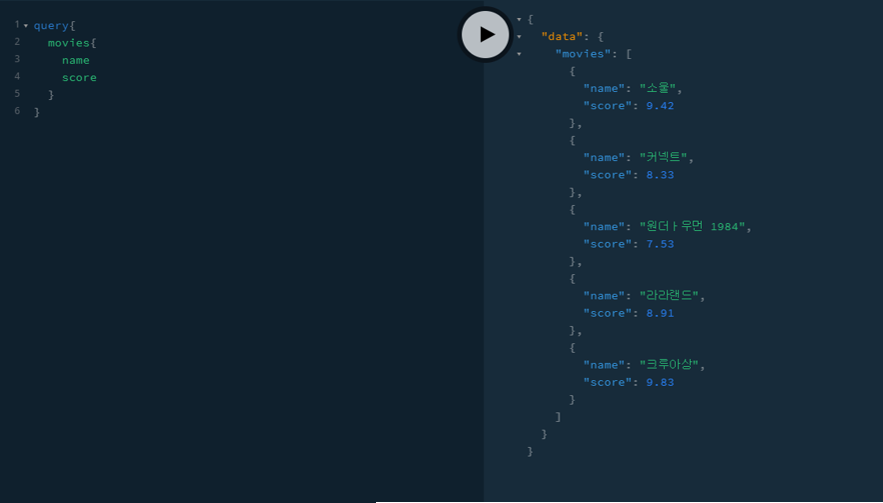 1 query{
2 movies{
3 name
4 score
5 }
6 }
{
"data": {
"movies": [
{
"name": "소울",
"score": 9.42
},
{
"name": "커넥트",
"score": 8.33
},
{
"name": "원더ㅏ우먼 1984",
"score": 7.53
},
{
"name": "라라랜드",
"score": 8.91
},
{
"name": "크루아상",
"score": 9.83
}
]
}
}